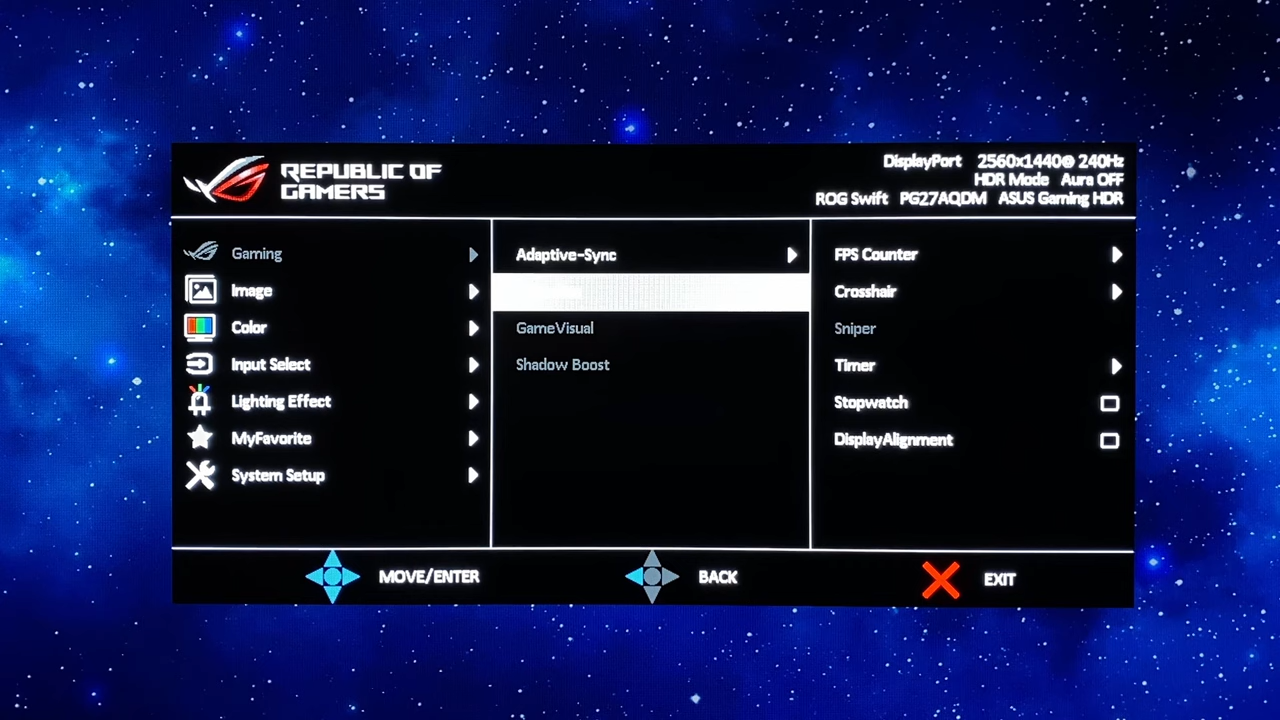 REPUBLIC OF
GAMERS
DisplayPort 2560x1440@ 240Hz
HDR Mode Aura OFF
ROG Swift PG27AQDM ASUS Gaming HDR
Gaming
Image
Color
Input Select
Lighting Effect
MyFavorite
System Setup
Adaptive-Sync
GameVisual
Shadow Boost
FPS Counter
Crosshair
Sniper
Timer
Stopwatch
DisplayAlignment
MOVE/ENTER
BACK
EXIT